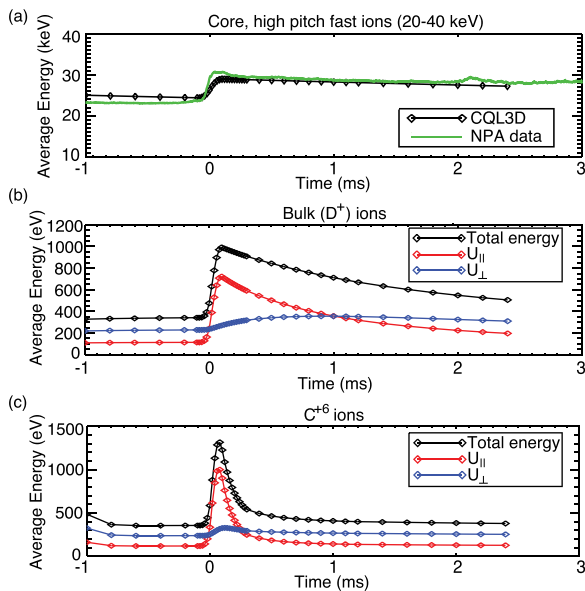 (a)
Core, high pitch fast ions (20-40 keV)
Average Energy (keV)
40
30
20
10
CQL3D
NPA data
-1 0 1 2 3
Time (ms)
(b)
Bulk (D+) ions
Average Energy (eV)
1200
1000
800
600
400
200
0
Total energy
U||
U⊥
-1 0 1 2 3
Time (ms)
(c)
C+6 ions
Average Energy (eV)
1500
1000
500
0
Total energy
U||
U⊥
-1 0 1 2 3
Time (ms)